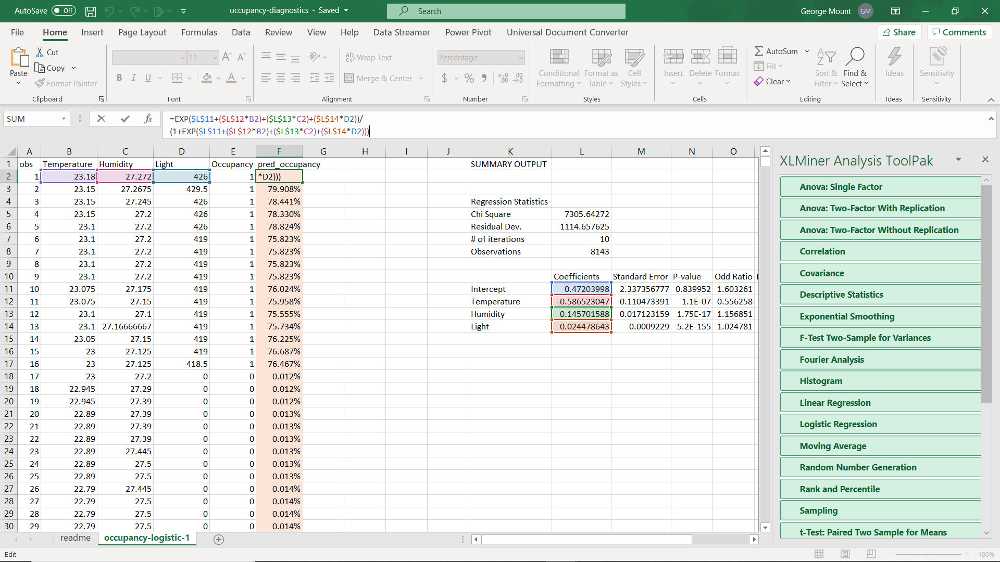 AutoSave Off
occupancy-diagnostics - Saved
Search
George Mount GM
File Home Insert Page Layout Formulas Data Review View Help Data Streamer Power Pivot Universal Document Converter Share Comments
Paste
Cut
Copy
Format Painter
Clipboard
11
B I U
A
Font
ab Wrap Text
Merge & Center
Alignment
Percentage
$ %
Number
Conditional Formatting
Format as Table
Cell Styles
Styles
Insert
Delete
Format
Cells
AutoSum
Fill
Clear
Sort & Filter
Find & Select
Editing
Ideas
Ideas
Sensitivity
Sensitivity
SUM
fx
=EXP($L$11+($L$12*B2)+($L$13*C2)+($L$14*D2))/
(1+EXP($L$11+($L$12*B2)+($L$13*C2)+($L$14*D2)))
A B C D E F G H I J K L M N O
1 obs Temperature Humidity Light Occupancy pred_occupancy SUMMARY OUTPUT
2 1 23.18 27.272 426 1 *D2)))
3 2 23.15 27.2675 429.5 1 79.908%
4 3 23.15 27.245 426 1 78.441% Regression Statistics
5 4 23.15 27.2 426 1 78.330% Chi Square 7305.64272
6 5 23.1 27.2 426 1 78.824% Residual Dev. 1114.657625
7 6 23.1 27.2 419 1 75.823% # of iterations 10
8 7 23.1 27.2 419 1 75.823% Observations 8143
9 8 23.1 27.2 419 1 75.823%
10 9 23.1 27.2 419 1 75.823% Coefficients Standard Error P-value Odd Ratio L
11 10 23.075 27.175 419 1 76.024% Intercept 0.47203998 2.337356777 0.839952 1.603261
12 11 23.075 27.15 419 1 75.958% Temperature -0.586523047 0.110473391 1.1E-07 0.556258
13 12 23.1 27.1 419 1 75.555% Humidity 0.145701588 0.017123159 1.75E-17 1.156851
14 13 23.1 27.16666667 419 1 75.734% Light 0.024478643 0.0009229 5.2E-155 1.024781
15 14 23.05 27.15 419 1 76.225%
16 15 23 27.125 419 1 76.687%
17 16 23 27.125 418.5 1 76.467%
18 17 23 27.2 0 0 0.012%
19 18 22.945 27.29 0 0 0.012%
20 19 22.945 27.39 0 0 0.012%
21 20 22.89 27.39 0 0 0.013%
22 21 22.89 27.39 0 0 0.013%
23 22 22.89 27.39 0 0 0.013%
24 23 22.89 27.445 0 0 0.013%
25 24 22.89 27.5 0 0 0.013%
26 25 22.89 27.5 0 0 0.013%
27 26 22.79 27.445 0 0 0.014%
28 27 22.79 27.5 0 0 0.014%
29 28 22.79 27.5 0 0 0.014%
30 29 22.79 27.5 0 0 0.014%
XLMiner Analysis ToolPak
Anova: Single Factor
Anova: Two-Factor With Replication
Anova: Two-Factor Without Replication
Correlation
Covariance
Descriptive Statistics
Exponential Smoothing
F-Test Two-Sample for Variances
Fourier Analysis
Histogram
Linear Regression
Logistic Regression
Moving Average
Random Number Generation
Rank and Percentile
Sampling
t-Test: Paired Two Sample for Means
readme occupancy-logistic-1
Edit
100%